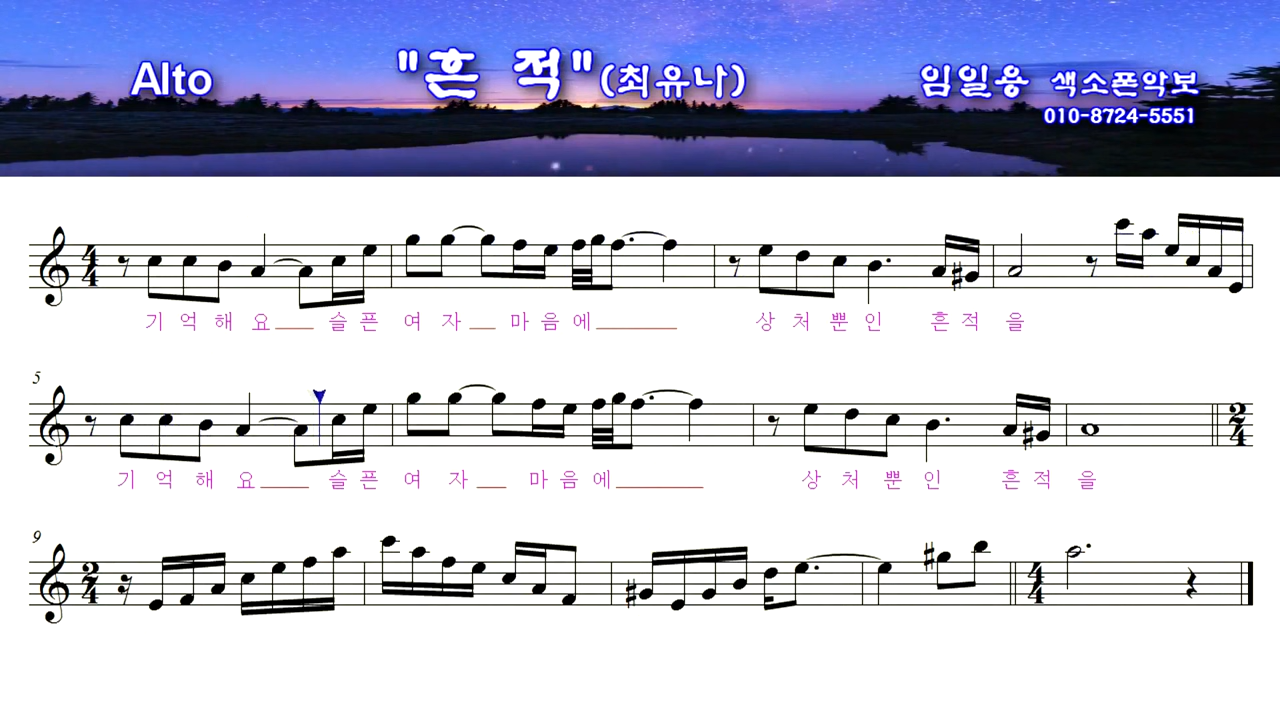 Alto "흔 적"(최유나) 임일용 색소폰악보
010-8724-5551
4 4
기 억 해 요 슬 픈 여 자 마 음 에 상 처 뿐 인 흔 적 을
5
기 억 해 요 슬 픈 여 자 마 음 에 상 처 뿐 인 흔 적 을
2 4
9
2 4
4 4